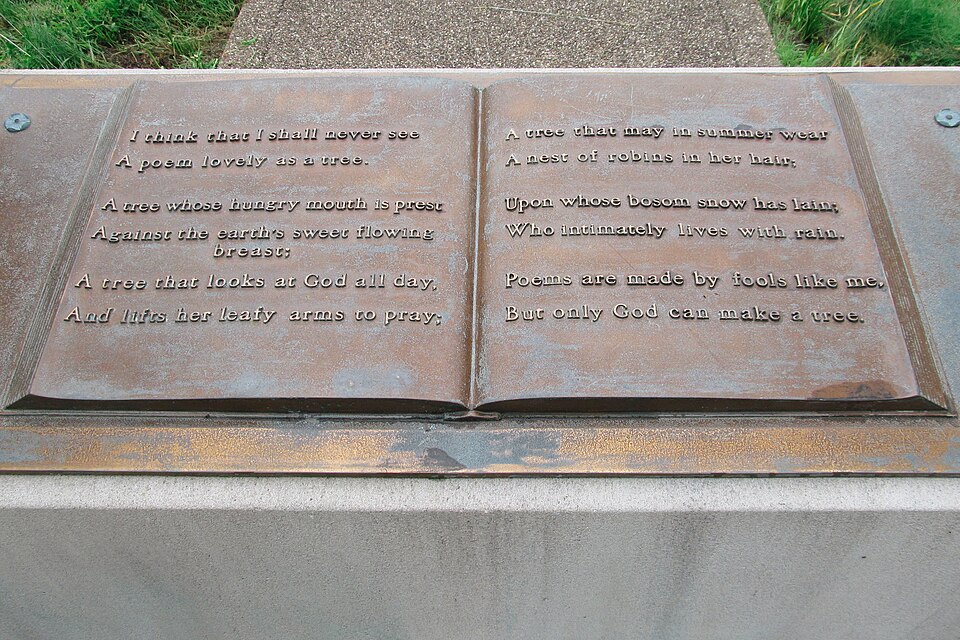 I think that I shall never see
A poem lovely as a tree.
A tree whose hungry mouth is prest
Against the earth's sweet flowing
breast;
A tree that looks at God all day,
And lifts her leafy arms to pray;
A tree that may in summer wear
A nest of robins in her hair;
Upon whose bosom snow has lain;
Who intimately lives with rain.
Poems are made by fools like me,
But only God can make a tree.